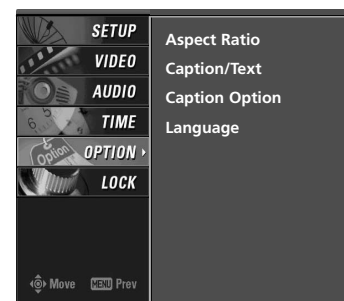 SETUP
VIDEO
AUDIO
TIME
OPTION
LOCK
Move MENU Prev
Aspect Ratio
Caption/Text
Caption Option
Language